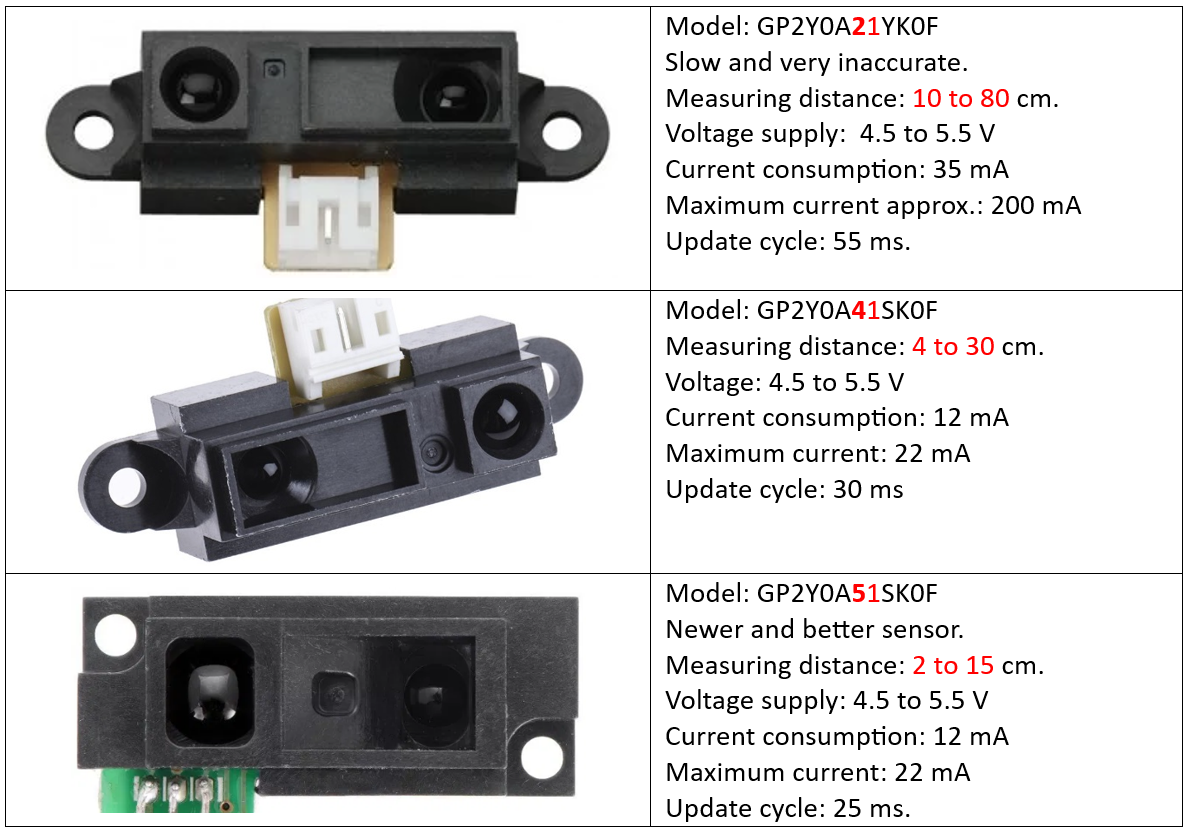 Model: GP2Y0A21YK0F
Slow and very inaccurate.
Measuring distance: 10 to 80 cm.
Voltage supply:  4.5 to 5.5 V
Current consumption: 35 mA
Maximum current approx.: 200 mA
Update cycle: 55 ms.
Model: GP2Y0A41SK0F
Measuring distance: 4 to 30 cm.
Voltage: 4.5 to 5.5 V
Current consumption: 12 mA
Maximum current: 22 mA
Update cycle: 30 ms
Model: GP2Y0A51SK0F
Newer and better sensor.
Measuring distance: 2 to 15 cm.
Voltage supply: 4.5 to 5.5 V
Current consumption: 12 mA
Maximum current: 22 mA
Update cycle: 25 ms.